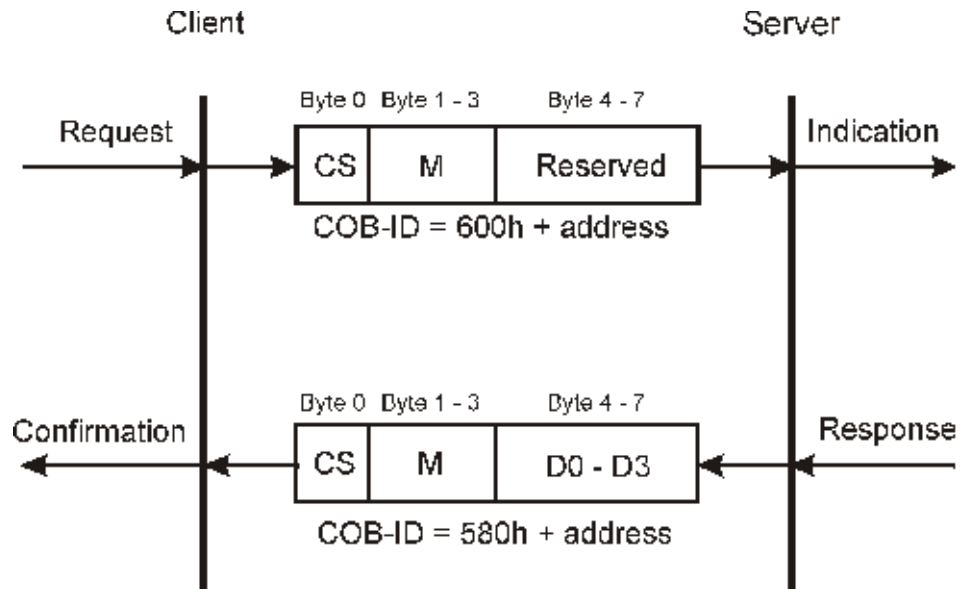 Client Server
Byte 0 Byte 1 - 3 Byte 4 - 7
Request Indication
CS M Reserved
COB-ID = 600h + address
Byte 0 Byte 1 - 3 Byte 4 - 7
Confirmation Response
CS M D0 - D3
COB-ID = 580h + address